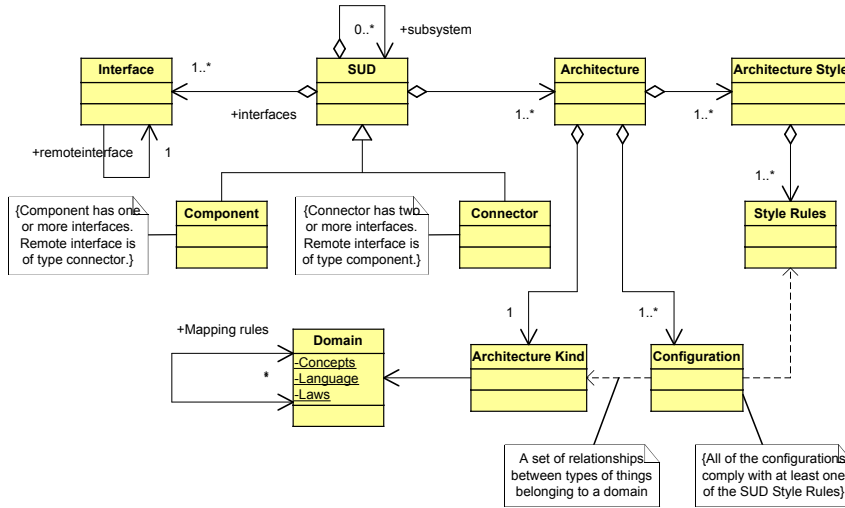 0..*
+subsystem
Interface
1..*
SUD
Architecture
Architecture Style
+interfaces
1..*
1..*
+remoteinterface
1
1..*
{Component has one
or more interfaces.
Remote interface is
of type connector.}
Component
{Connector has two
or more interfaces.
Remote interface is
of type component.}
Connector
Style Rules
1
1..*
+Mapping rules
Domain
-Concepts
-Language
-Laws
*
Architecture Kind
Configuration
A set of relationships
between types of things
belonging to a domain
{All of the configurations
comply with at least one
of the SUD Style Rules}